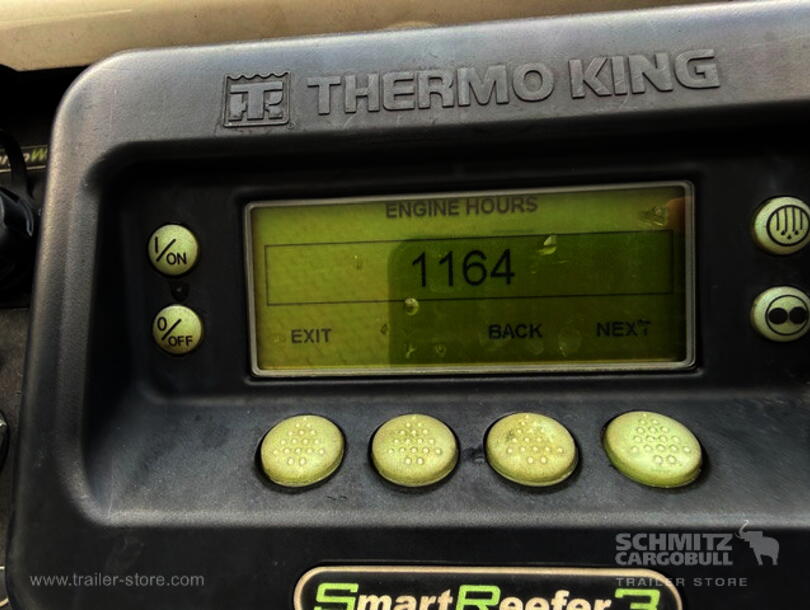 TK THERMO KING
ENGINE HOURS
I/ON
1164
O/OFF
EXIT BACK NEXT
SCHMITZ
CARGOBULL
TRAILER STORE
www.trailer-store.com
SmartReefer3